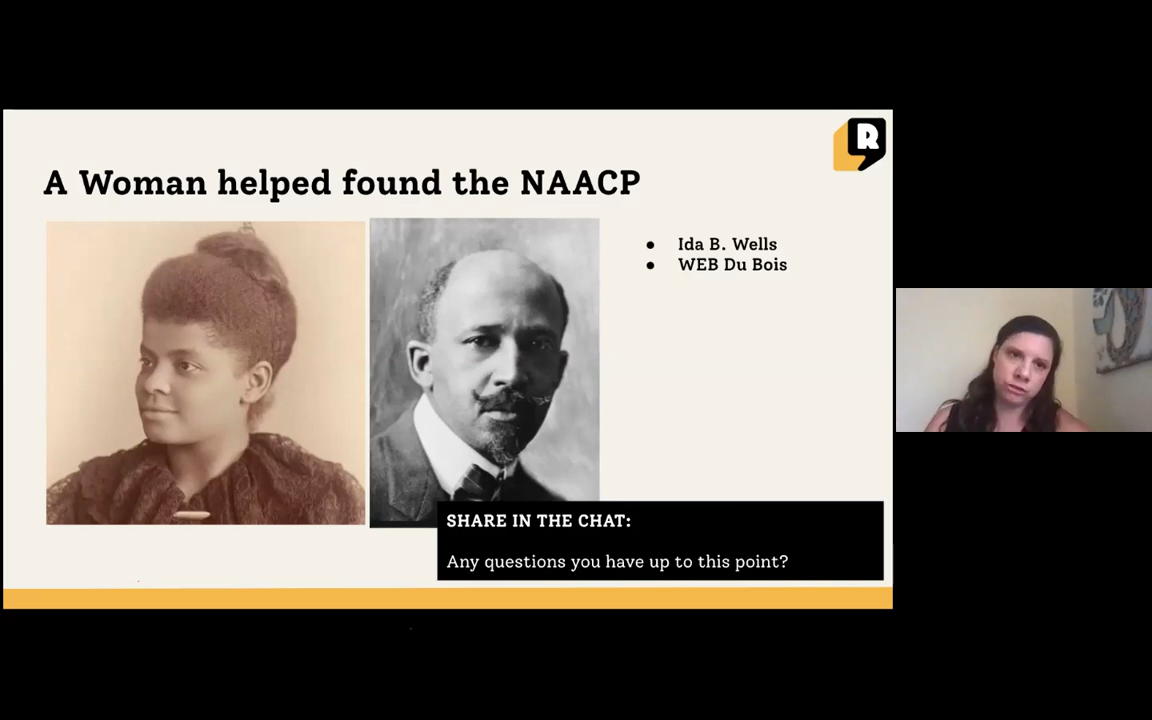 R
A Woman helped found the NAACP
● Ida B. Wells
● WEB Du Bois
SHARE IN THE CHAT:
Any questions you have up to this point?